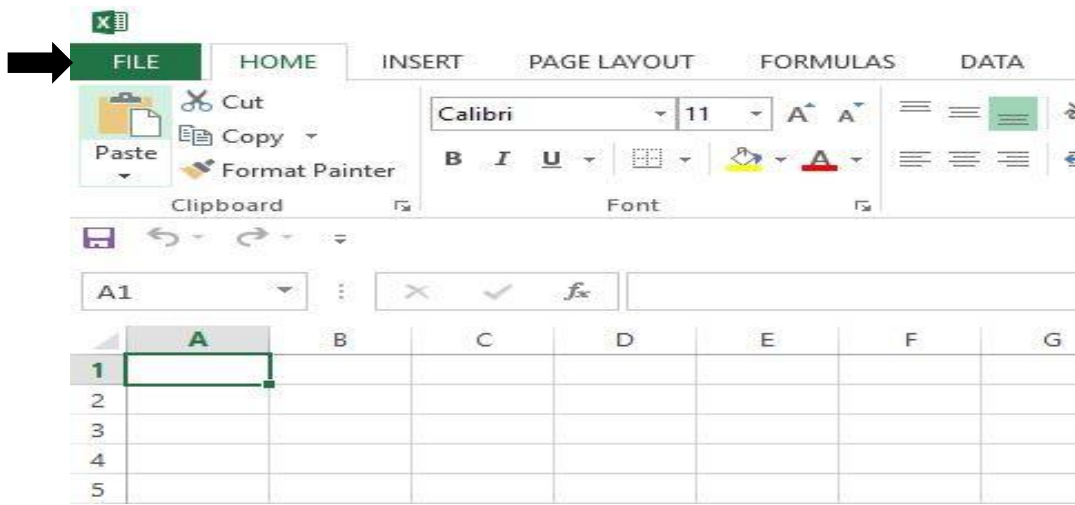 FILE HOME INSERT PAGE LAYOUT FORMULAS DATA
Cut
Copy
Paste
Format Painter
Calibri 11 A A
B I U A
Clipboard Font
A1 fx
A B C D E F G
1
2
3
4
5